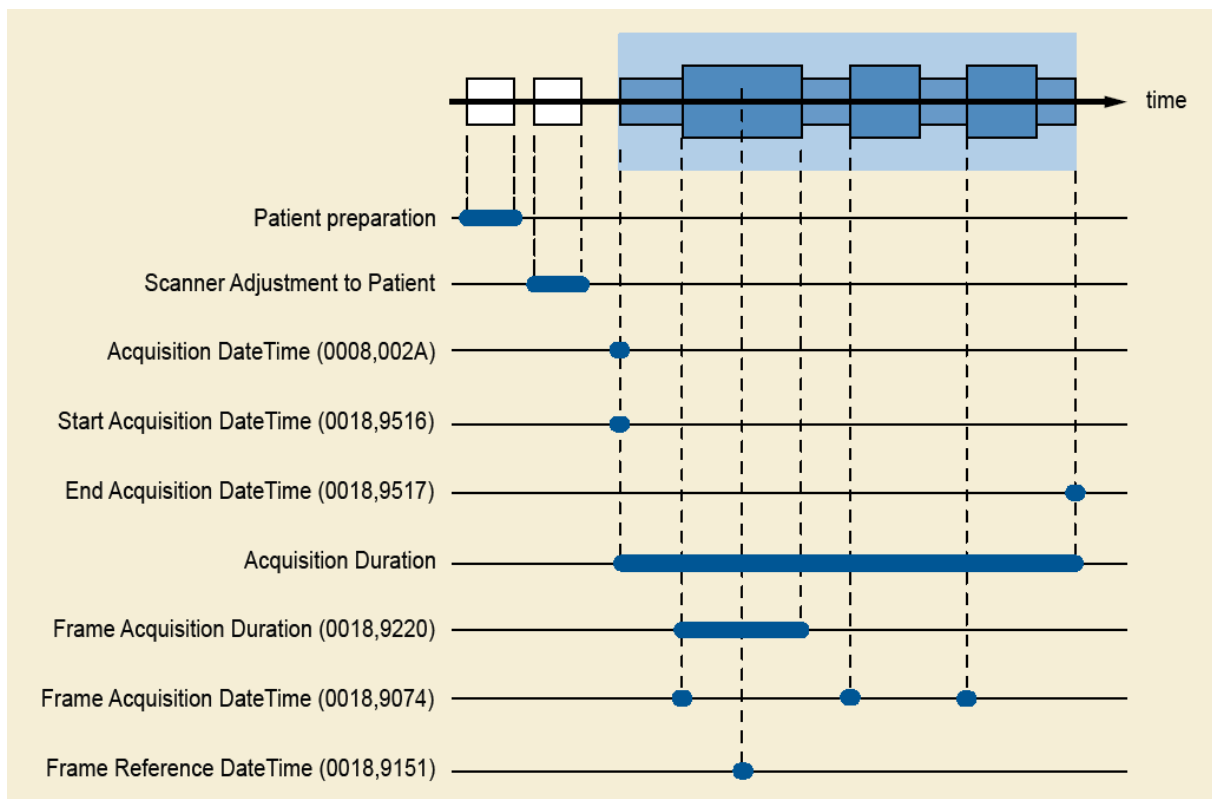 time
Patient preparation
Scanner Adjustment to Patient
Acquisition DateTime (0008,002A)
Start Acquisition DateTime (0018,9516)
End Acquisition DateTime (0018,9517)
Acquisition Duration
Frame Acquisition Duration (0018,9220)
Frame Acquisition DateTime (0018,9074)
Frame Reference DateTime (0018,9151)